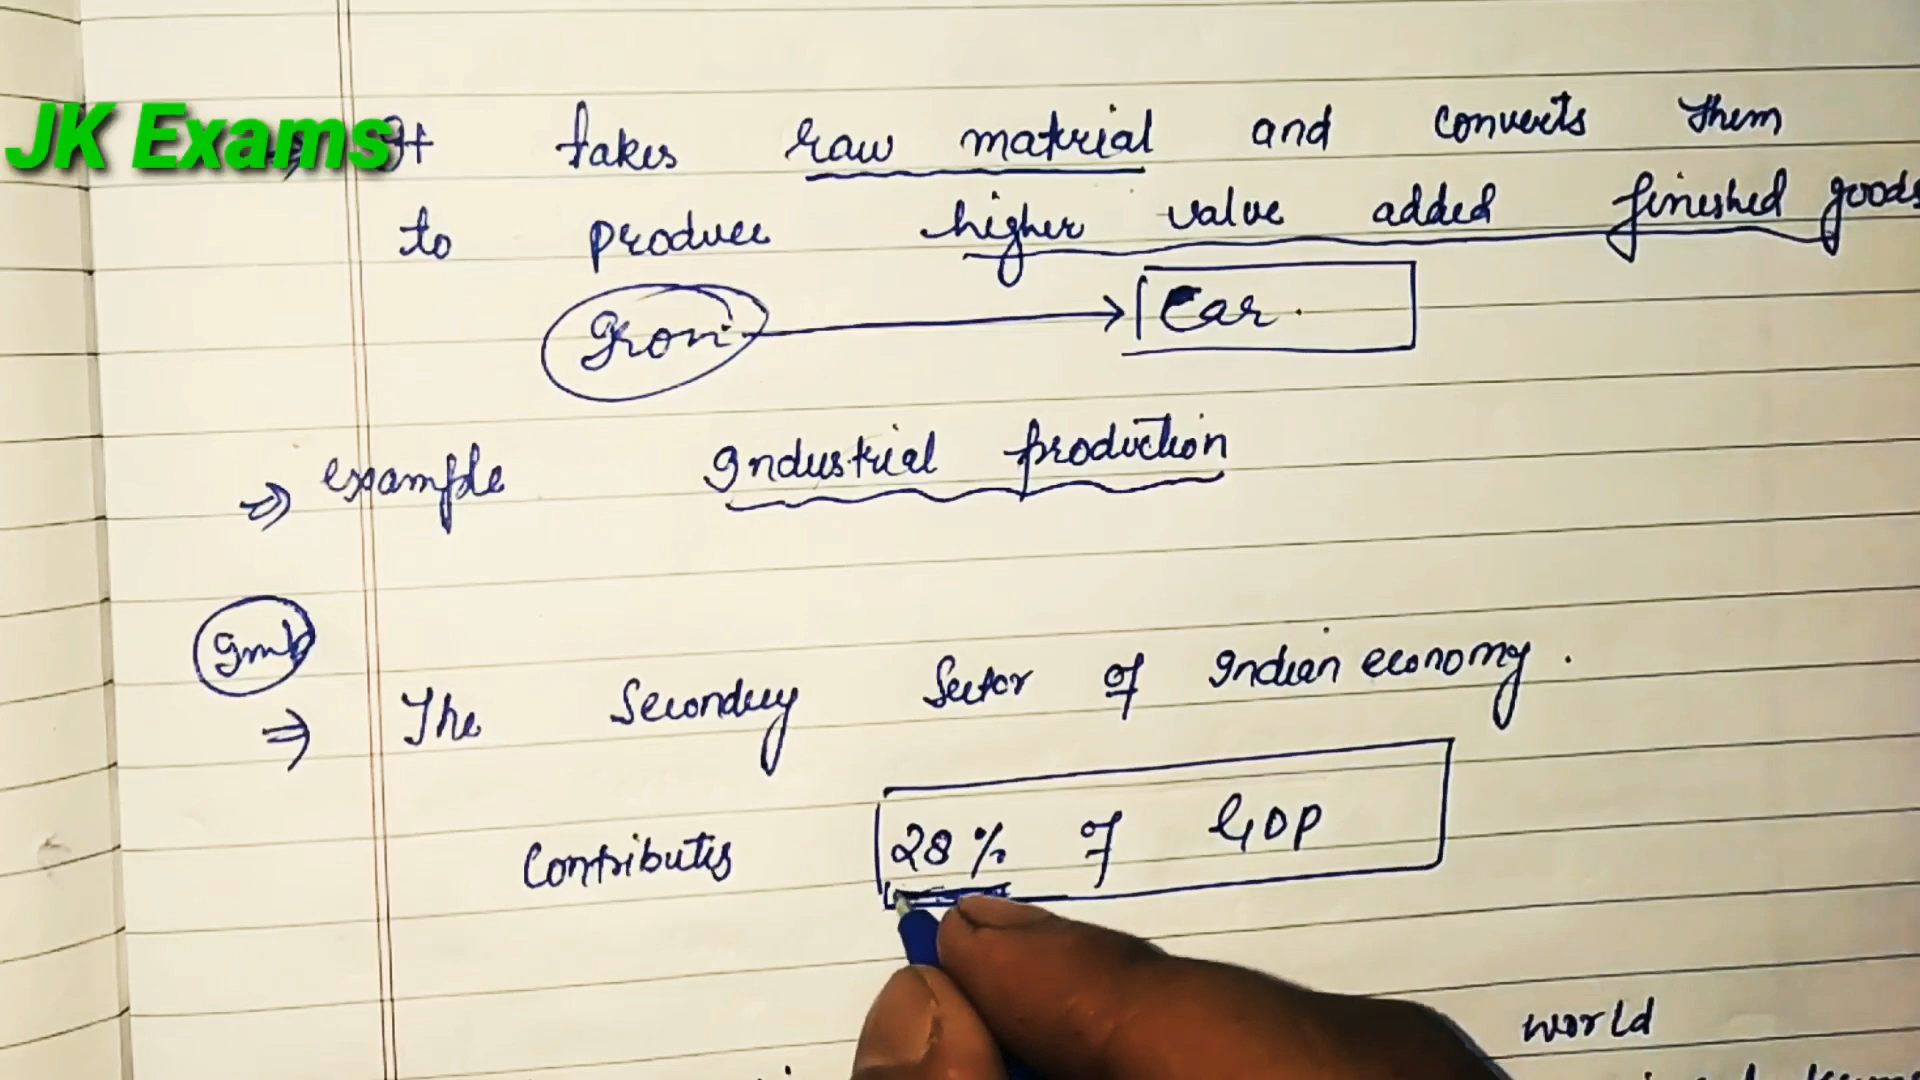 JK Exams
⇒ It takes raw material and converts them
to produce higher value added finished goods
Iron → Car.
⇒ example Industrial production
Imp
⇒ The Secondry Sector of Indian economy.
Contributes 28% of GDP
world